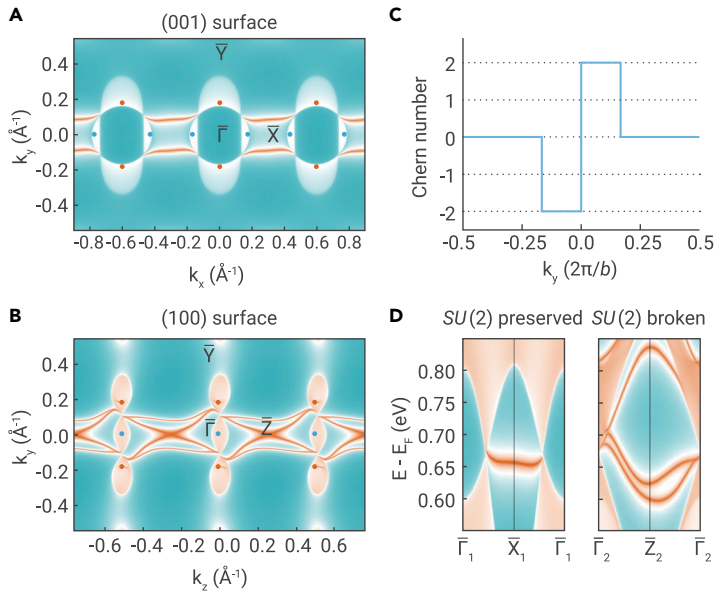 A
(001) surface
Ȳ
Γ̄
X̄
0.4
0.2
0.0
-0.2
-0.4
k_y (Å⁻¹)
-0.8 -0.6 -0.4 -0.2 0.0 0.2 0.4 0.6 0.8
k_x (Å⁻¹)
B
(100) surface
Ȳ
Γ̄
Z̄
0.4
0.2
0.0
-0.2
-0.4
k_y (Å⁻¹)
-0.6 -0.4 -0.2 0.0 0.2 0.4 0.6
k_z (Å⁻¹)
C
2
1
0
-1
-2
Chern number
-0.5 -0.25 0.0 0.25 0.5
k_y (2π/b)
D
SU(2) preserved SU(2) broken
0.80
0.75
0.70
0.65
0.60
E - E_F (eV)
Γ̄₁ X̄₁ Γ̄₁
Γ̄₂ Z̄₂ Γ̄₂